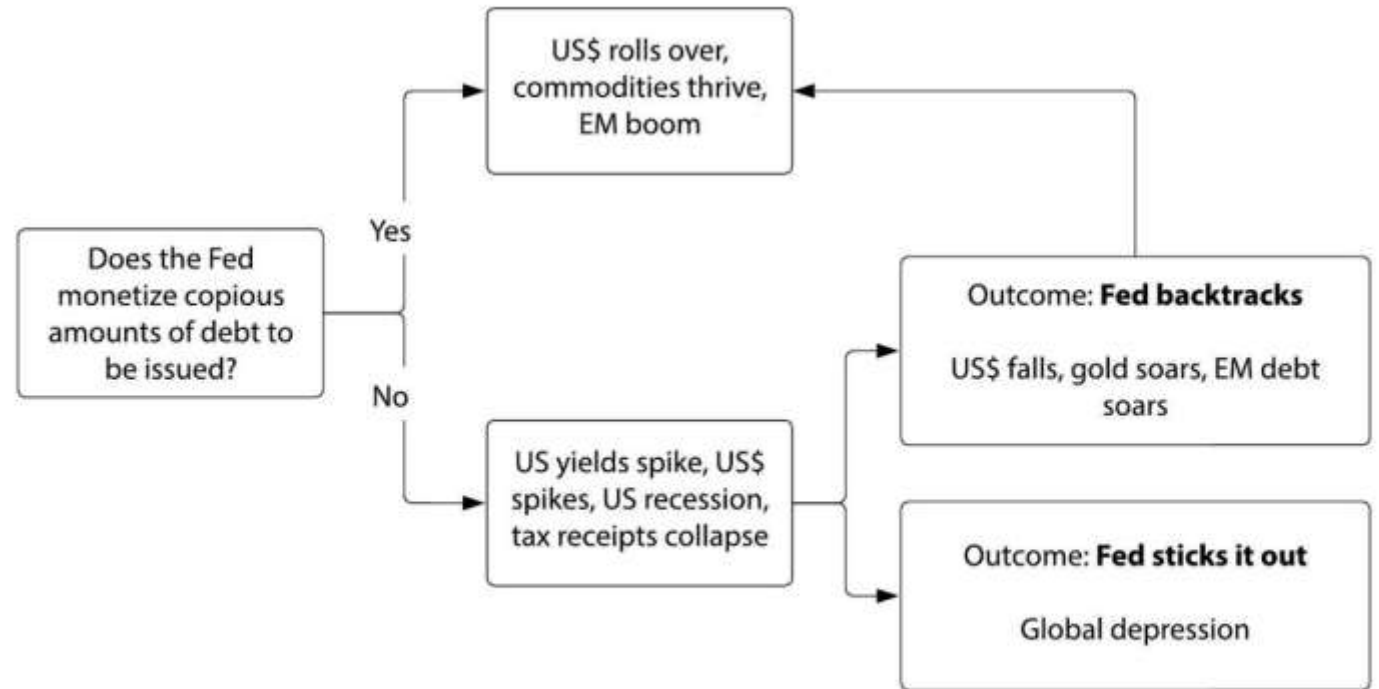 US$ rolls over,
commodities thrive,
EM boom
Yes
Does the Fed
monetize copious
amounts of debt to
be issued?
No
US yields spike, US$
spikes, US recession,
tax receipts collapse
Outcome: Fed backtracks
US$ falls, gold soars, EM debt
soars
Outcome: Fed sticks it out
Global depression